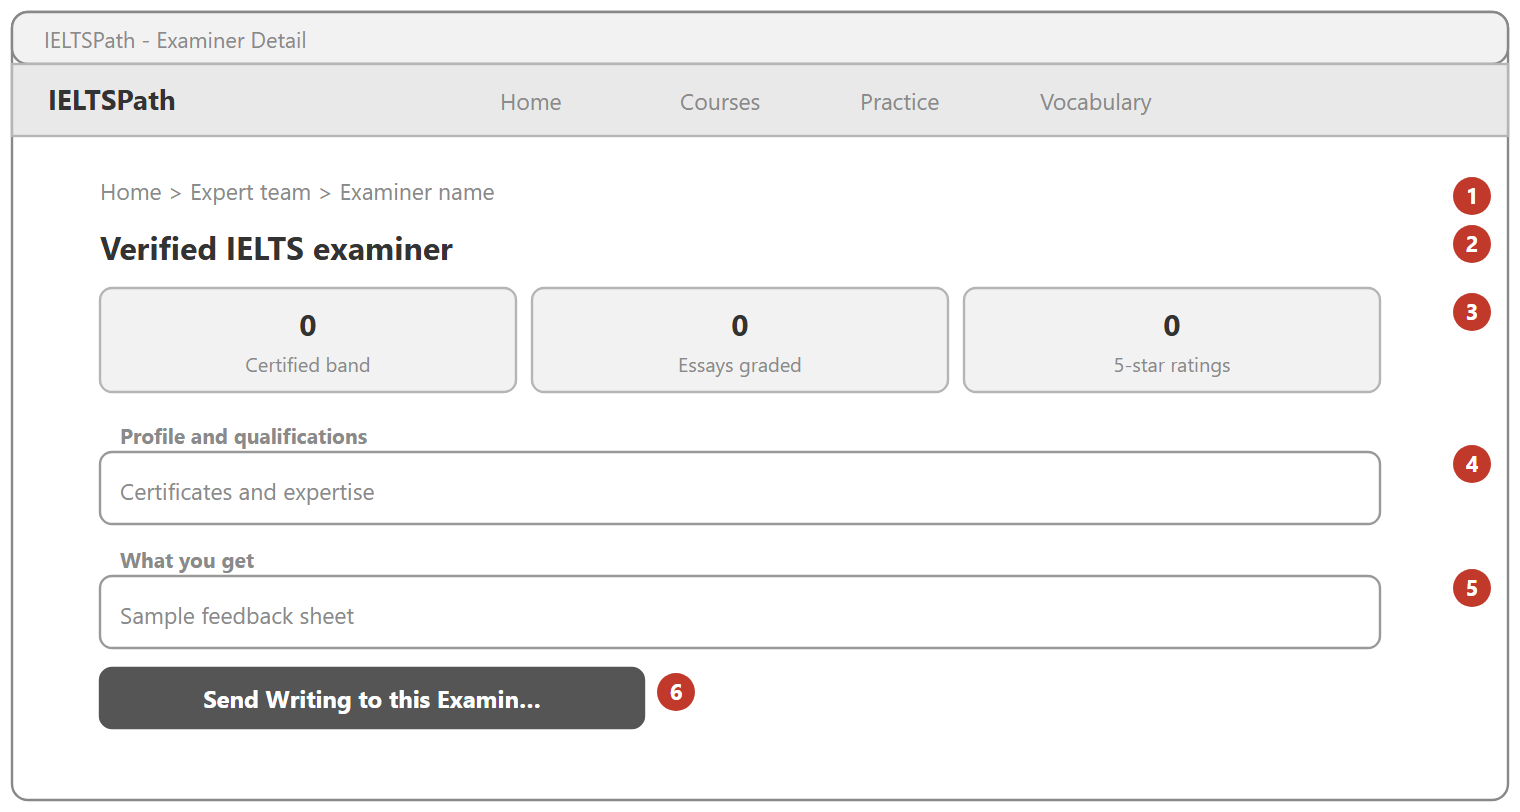 IELTSPath - Examiner Detail
IELTSPath Home Courses Practice Vocabulary
Home > Expert team > Examiner name 1
Verified IELTS examiner 2
0 0 0 3
Certified band Essays graded 5-star ratings
Profile and qualifications
Certificates and expertise 4
What you get
Sample feedback sheet 5
Send Writing to this Examin... 6